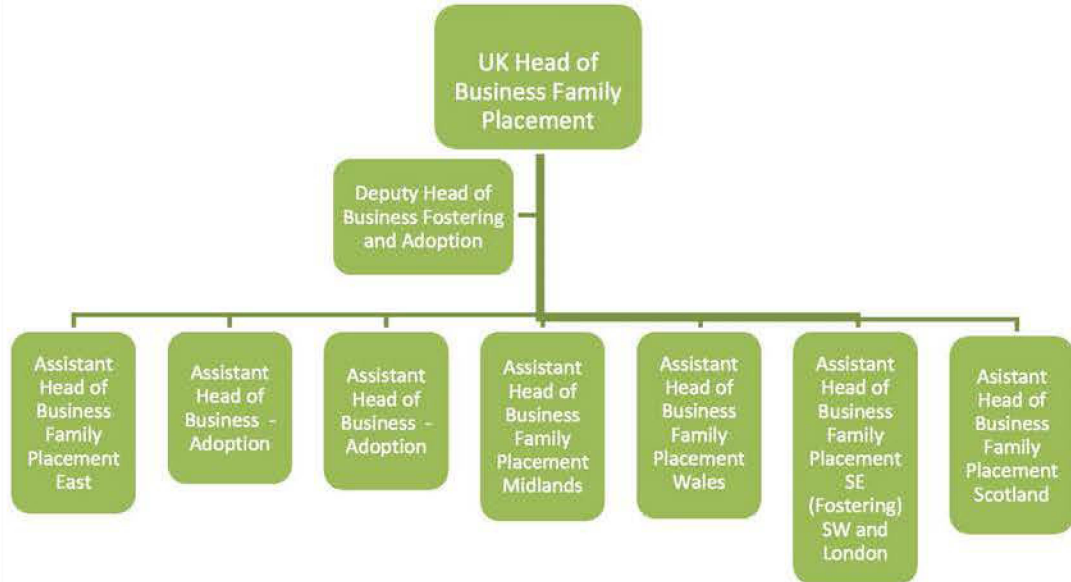 UK Head of
Business Family
Placement
Deputy Head of
Business Fostering
and Adoption
Assistant
Head of
Business
Family
Placement
East
Assistant
Head of
Business -
Adoption
Assistant
Head of
Business -
Adoption
Assistant
Head of
Business
Family
Placement
Midlands
Assistant
Head of
Business
Family
Placement
Wales
Assistant
Head of
Business
Family
Placement
SE
(Fostering)
SW and
London
Asistant
Head of
Business
Family
Placement
Scotland